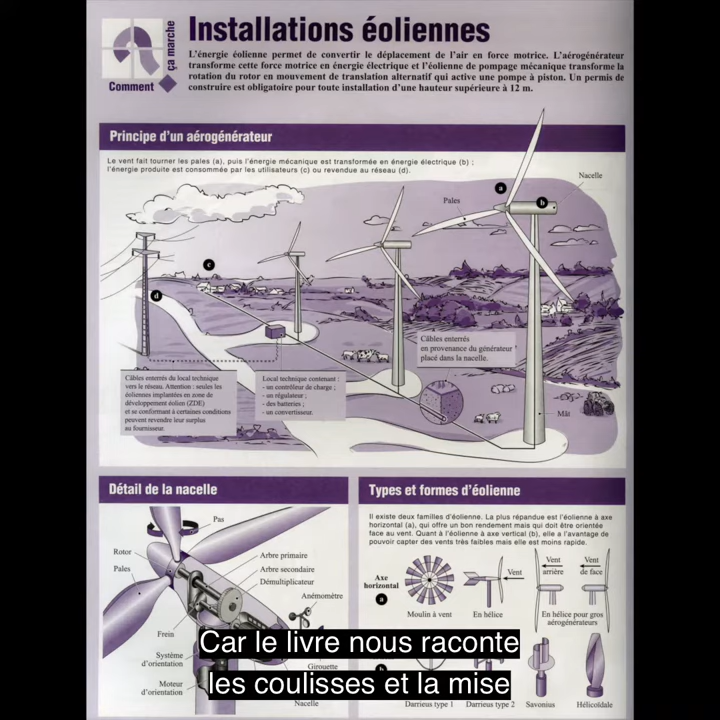 Comment
ça marche
Installations éoliennes
L'énergie éolienne permet de convertir le déplacement de l'air en force motrice. L'aérogénérateur
transforme cette force motrice en énergie électrique et l'éolienne de pompage mécanique transforme la
rotation du rotor en mouvement de translation alternatif qui active une pompe à piston. Un permis de
construire est obligatoire pour toute installation d'une hauteur supérieure à 12 m.
Principe d'un aérogénérateur
Le vent fait tourner les pales (a), puis l'énergie mécanique est transformée en énergie électrique (b) ;
l'énergie produite est consommée par les utilisateurs (c) ou revendue au réseau (d).
a
Pales
b
Nacelle
c
d
Câbles enterrés
en provenance du générateur
placé dans la nacelle.
Câbles enterrés du local technique
vers le réseau. Attention : seules les
éoliennes implantées en zone de
développement éolien (ZDE)
et se conformant à certaines conditions
peuvent revendre leur surplus
au fournisseur.
Local technique contenant :
- un contrôleur de charge ;
- un régulateur ;
- des batteries ;
- un convertisseur.
Mât
Détail de la nacelle
Pas
Rotor
Pales
Arbre primaire
Arbre secondaire
Démultiplicateur
Anémomètre
Frein
Système
d'orientation
Moteur
d'orientation
Girouette
Nacelle
Types et formes d'éolienne
Il existe deux familles d'éolienne. La plus répandue est l'éolienne à axe
horizontal (a), qui offre un bon rendement mais qui doit être orientée
face au vent. Quant à l'éolienne à axe vertical (b), elle a l'avantage de
pouvoir capter des vents très faibles mais elle est moins rapide.
Axe
horizontal
a
Vent
Vent
arrière
Vent
de face
Moulin à vent
En hélice
En hélice pour gros
aérogénérateurs
b
Darrieus type 1
Darrieus type 2
Savonius
Hélicoïdale
Car le livre nous raconte
les coulisses et la mise